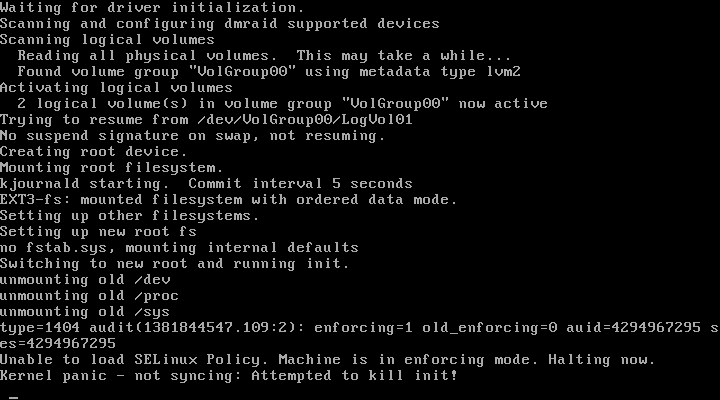 Waiting for driver initialization.
Scanning and configuring dmraid supported devices
Scanning logical volumes
  Reading all physical volumes.  This may take a while...
  Found volume group "VolGroup00" using metadata type lvm2
Activating logical volumes
  2 logical volume(s) in volume group "VolGroup00" now active
Trying to resume from /dev/VolGroup00/LogVol01
No suspend signature on swap, not resuming.
Creating root device.
Mounting root filesystem.
kjournald starting.  Commit interval 5 seconds
EXT3-fs: mounted filesystem with ordered data mode.
Setting up other filesystems.
Setting up new root fs
no fstab.sys, mounting internal defaults
Switching to new root and running init.
unmounting old /dev
unmounting old /proc
unmounting old /sys
type=1404 audit(1381844547.109:2): enforcing=1 old_enforcing=0 auid=4294967295 s
es=4294967295
Unable to load SELinux Policy. Machine is in enforcing mode. Halting now.
Kernel panic - not syncing: Attempted to kill init!